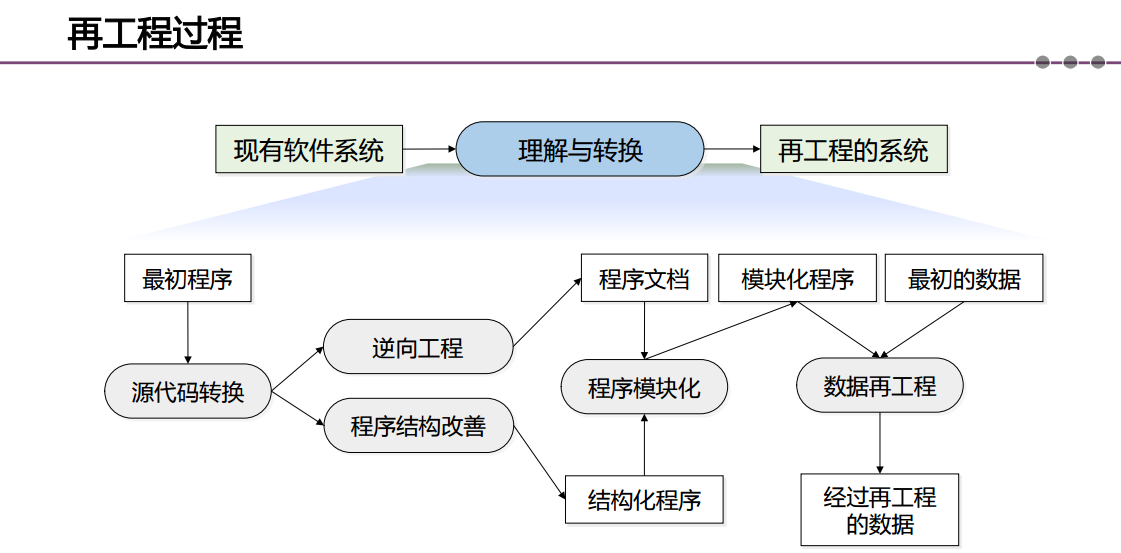 再工程过程
现有软件系统
理解与转换
再工程的系统
最初程序
程序文档
模块化程序
最初的数据
逆向工程
源代码转换
程序模块化
数据再工程
程序结构改善
结构化程序
经过再工程
的数据